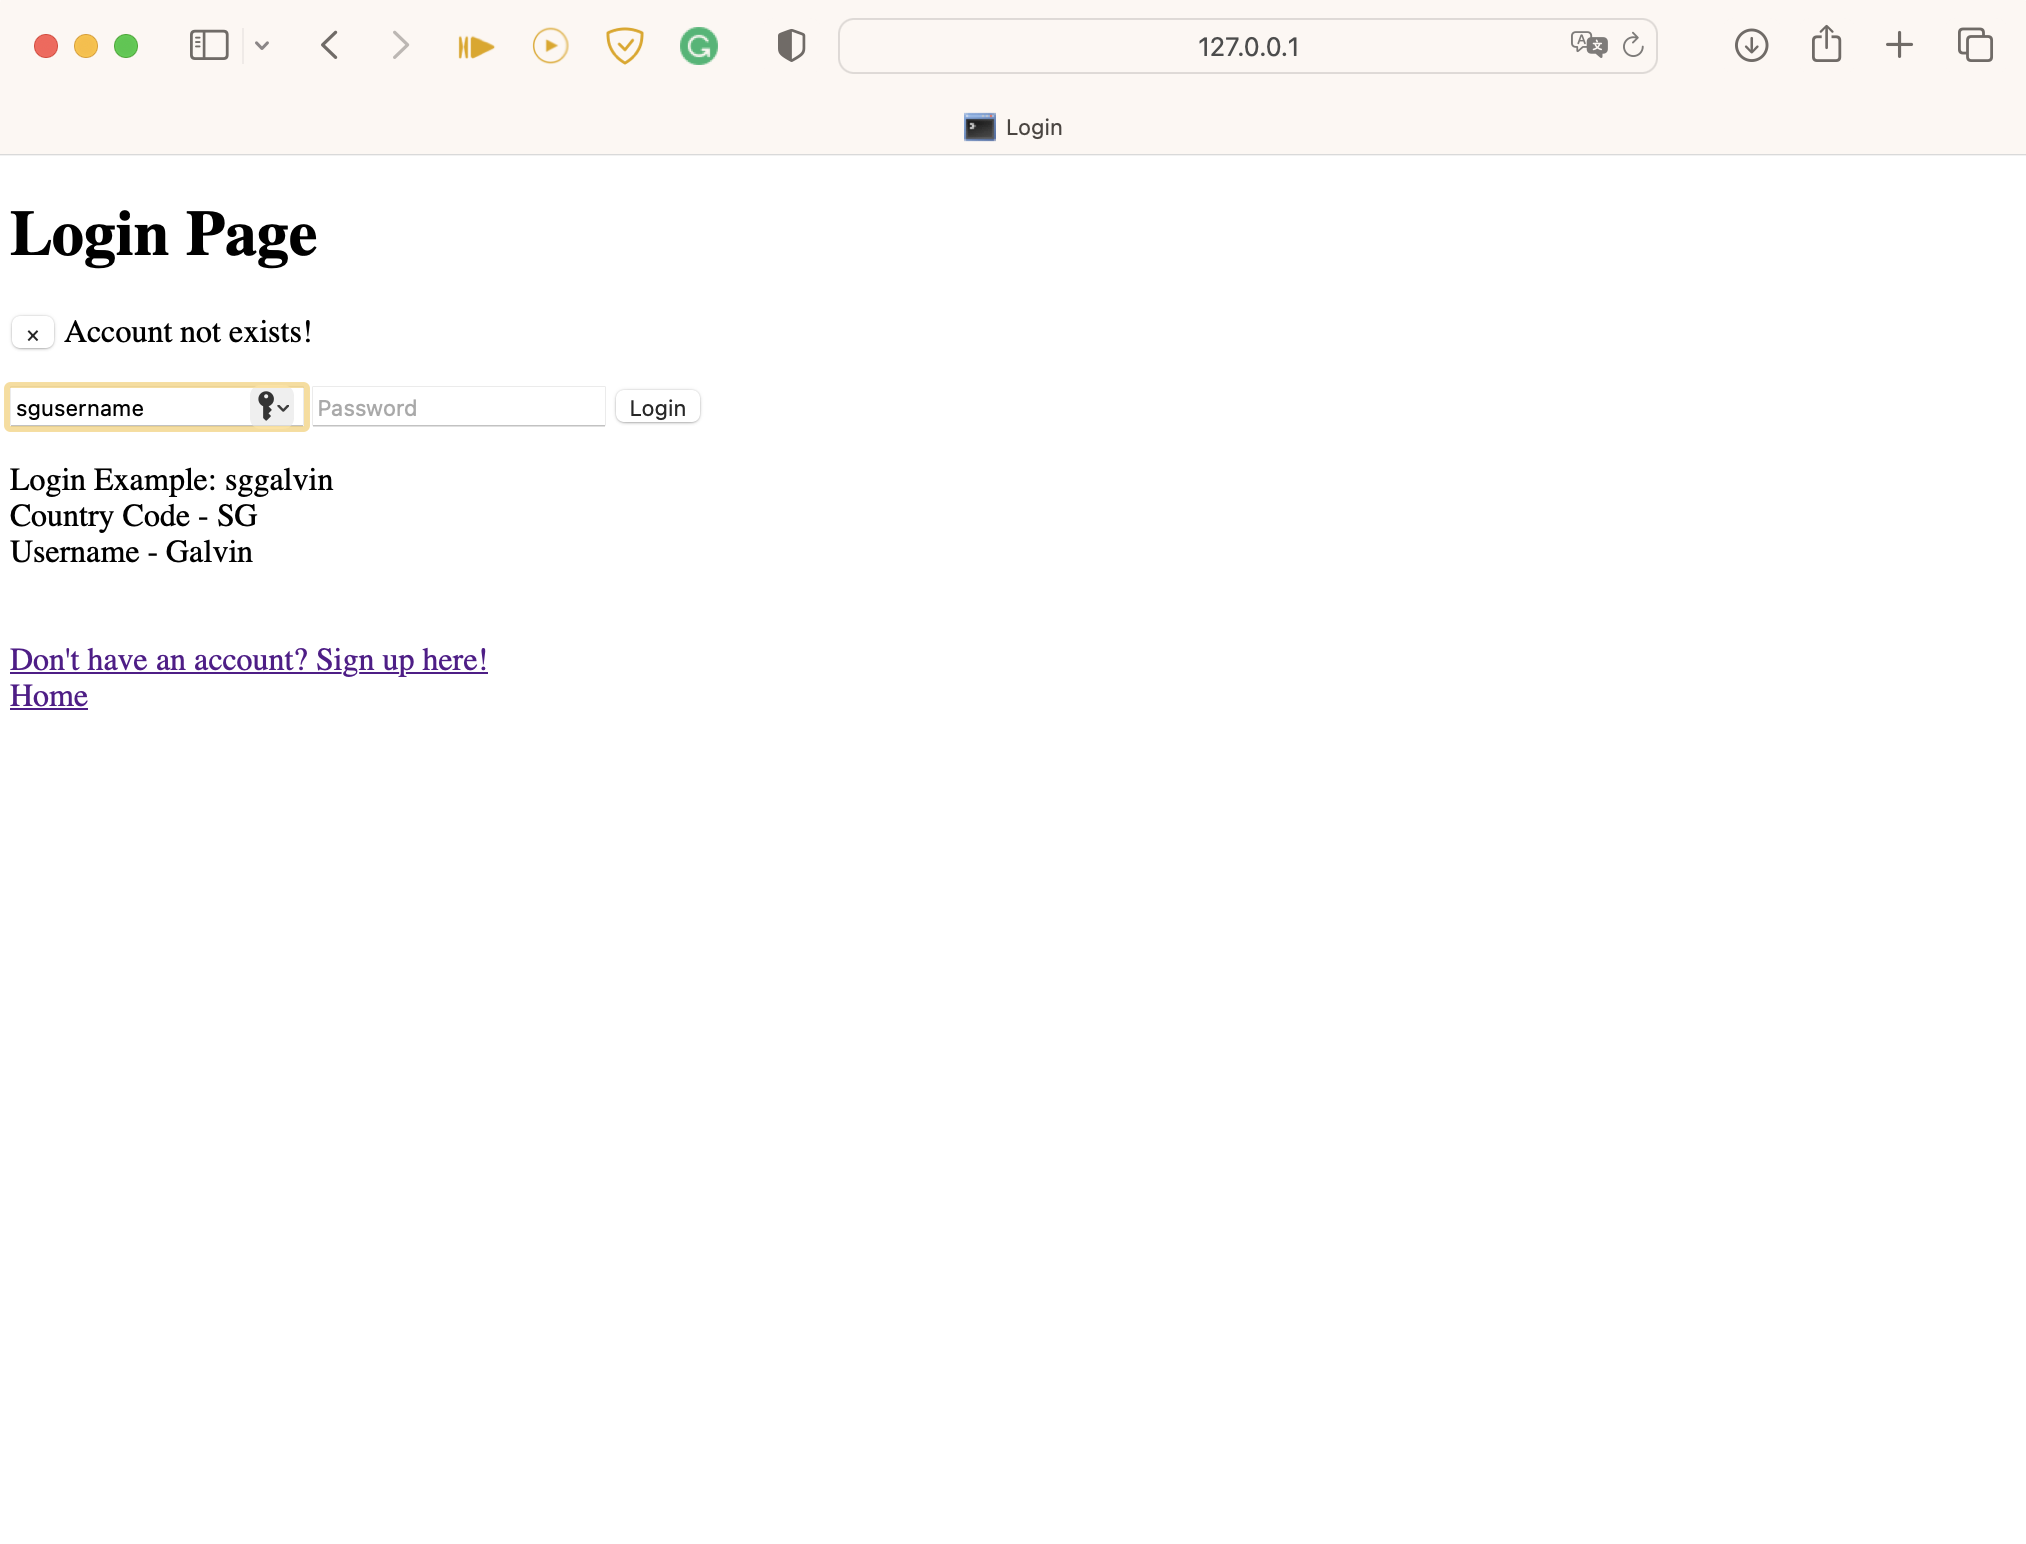 127.0.0.1
Login
Login Page
× Account not exists!
sgusername Password Login
Login Example: sggalvin
Country Code - SG
Username - Galvin
Don't have an account? Sign up here!
Home